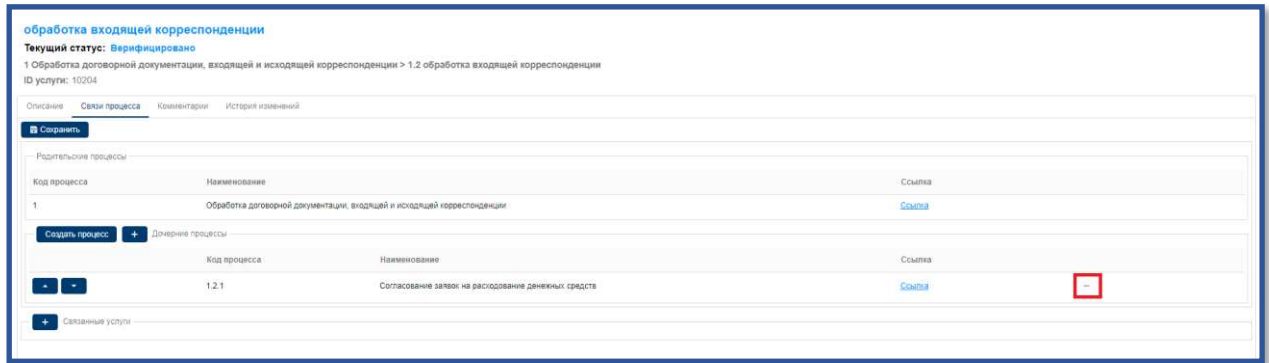 обработка входящей корреспонденции
Текущий статус: Верифицировано
1 Обработка договорной документации, входящей и исходящей корреспонденции > 1.2 обработка входящей корреспонденции
ID услуги: 10204
Описание Связи процесса Комментарии История изменений
Сохранить
Родительские процессы
Код процесса Наименование Ссылка
1 Обработка договорной документации, входящей и исходящей корреспонденции Ссылка
Создать процесс + Дочерние процессы
Код процесса Наименование Ссылка
1.2.1 Согласование заявок на расходование денежных средств Ссылка −
+ Связанные услуги